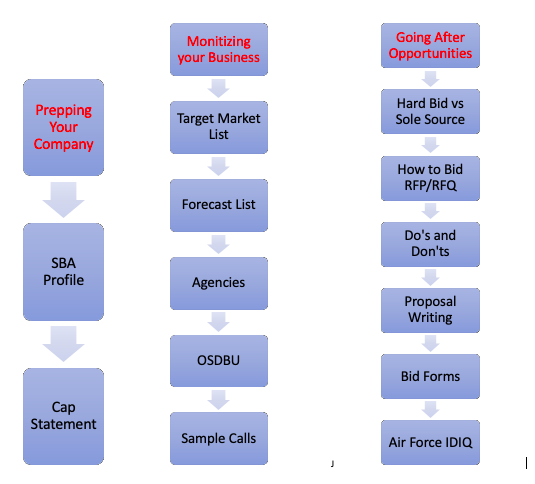 Prepping
Your
Company
SBA
Profile
Cap
Statement
Monitizing
your Business
Target Market
List
Forecast List
Agencies
OSDBU
Sample Calls
Going After
Opportunities
Hard Bid vs
Sole Source
How to Bid
RFP/RFQ
Do's and
Don'ts
Proposal
Writing
Bid Forms
Air Force IDIQ